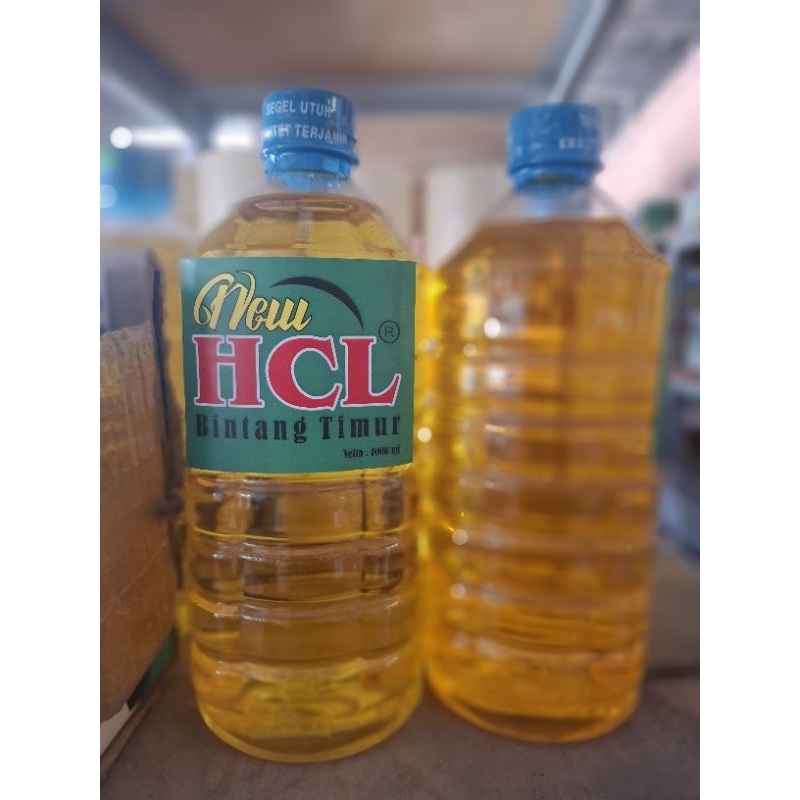 SEGEL UTUH
TERJAMIN
New
HCL
®
Bintang Timur
Netto : 1000 ml